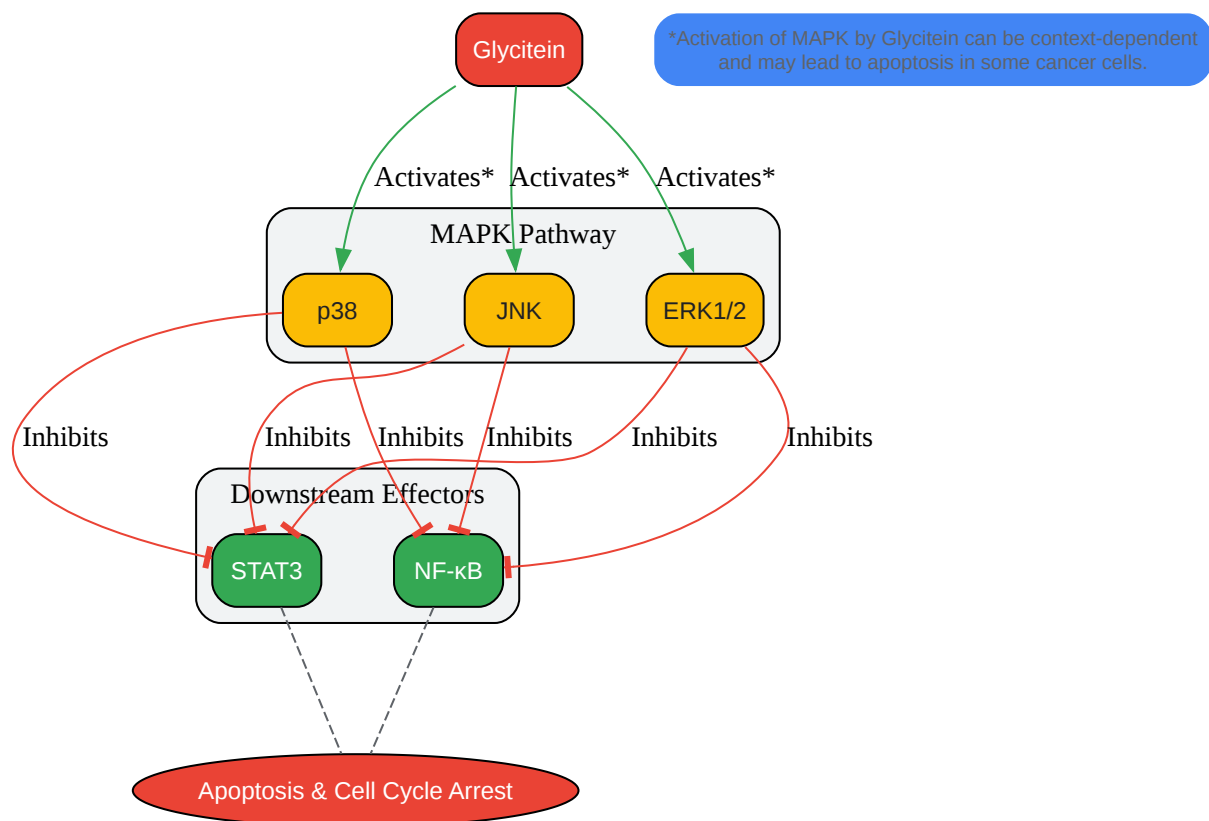 Glycitein
*Activation of MAPK by Glycitein can be context-dependent
and may lead to apoptosis in some cancer cells.
Activates*
Activates*
Activates*
MAPK Pathway
p38
JNK
ERK1/2
Inhibits
Inhibits
Inhibits
Inhibits
Inhibits
Inhibits
Downstream Effectors
STAT3
NF-κB
Apoptosis & Cell Cycle Arrest